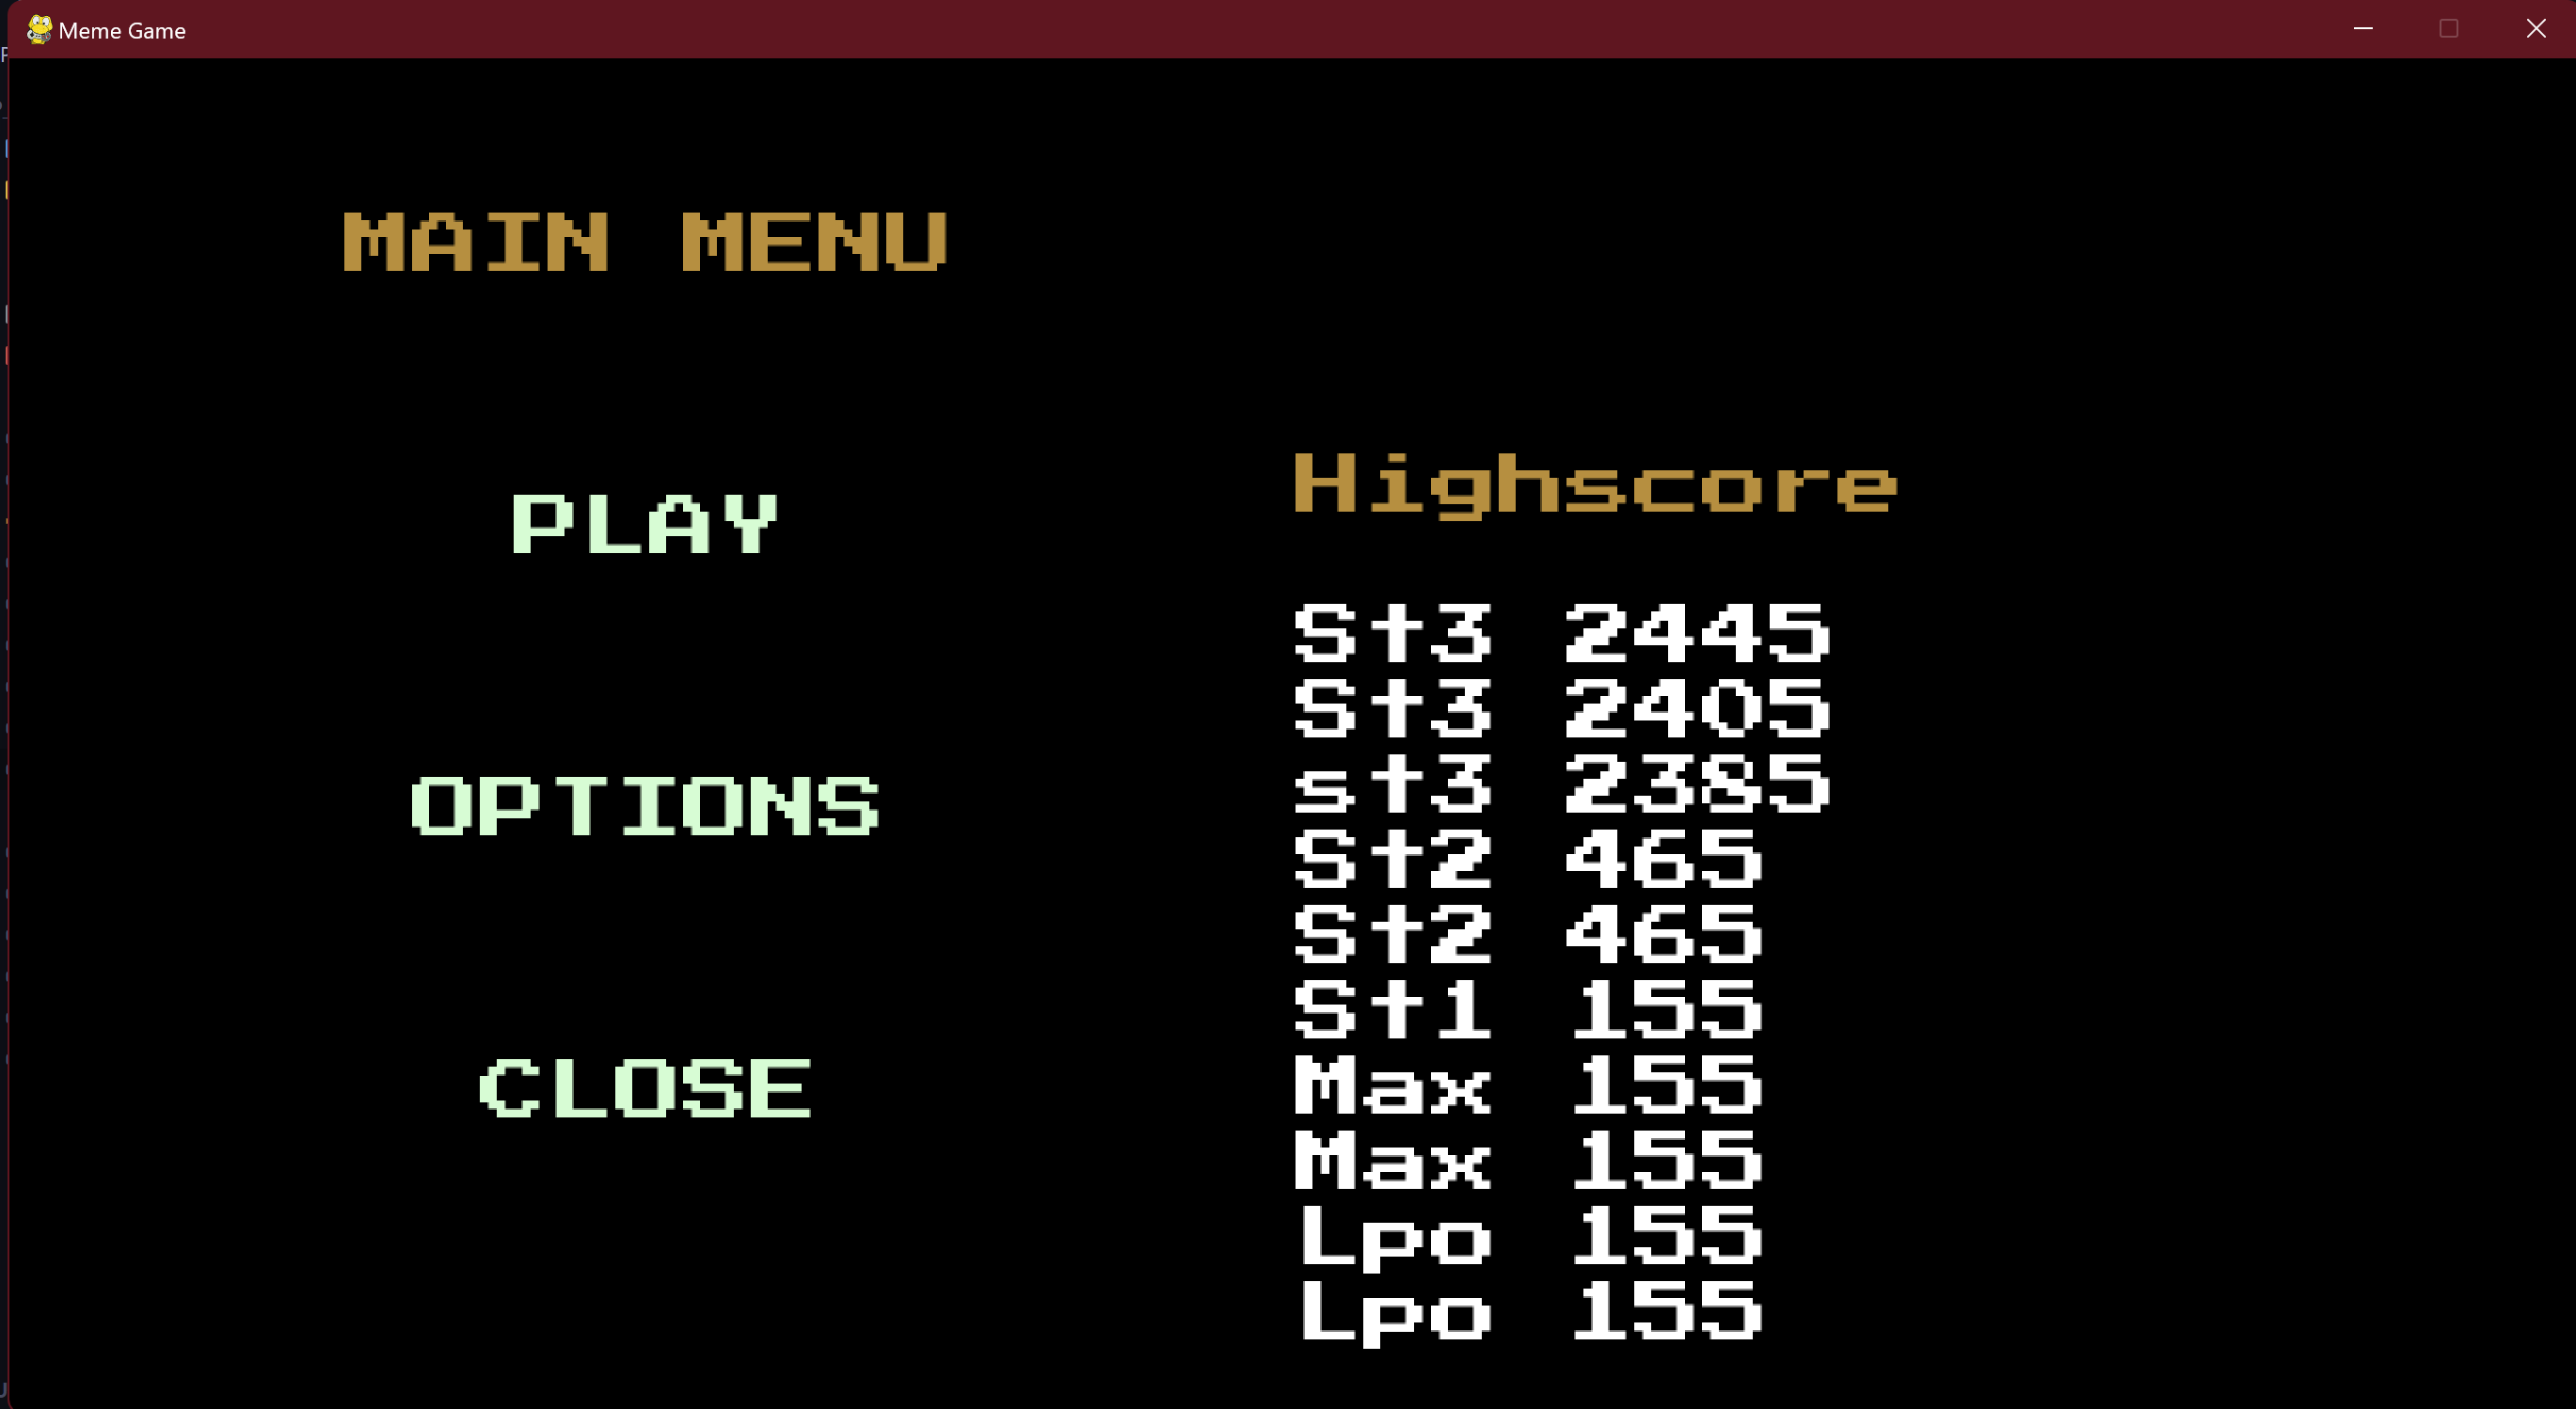 Meme Game
MAIN MENU
PLAY
OPTIONS
CLOSE
Highscore
St3 2445
St3 2405
st3 2385
St2 465
St2 465
St1 155
Max 155
Max 155
Lpo 155
Lpo 155